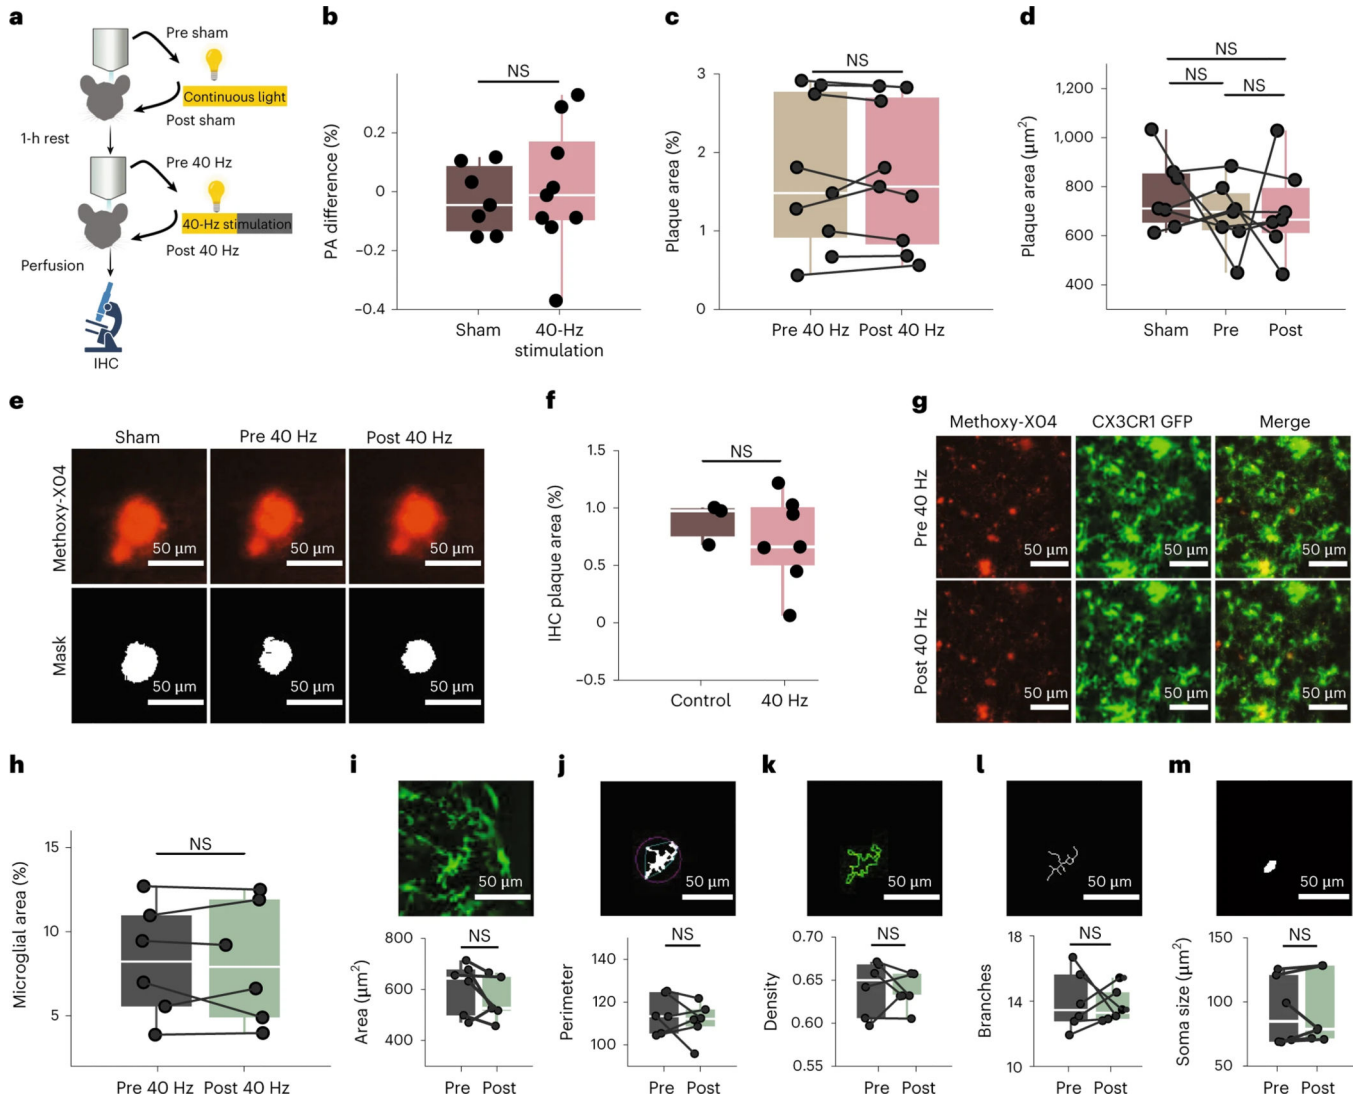 a
Pre sham
Continuous light
Post sham
1-h rest
Pre 40 Hz
40-Hz stimulation
Post 40 Hz
Perfusion
IHC
b
NS
PA difference (%)
0.2
0
–0.2
–0.4
Sham
40-Hz
stimulation
c
NS
Plaque area (%)
3
2
1
0
Pre 40 Hz
Post 40 Hz
d
NS
NS
NS
Plaque area (µm²)
1,200
1,000
800
600
400
Sham
Pre
Post
e
Sham
Pre 40 Hz
Post 40 Hz
Methoxy-X04
50 µm
50 µm
50 µm
Mask
50 µm
50 µm
50 µm
f
NS
IHC plaque area (%)
1.5
1.0
0.5
0
–0.5
Control
40 Hz
g
Methoxy-X04
CX3CR1 GFP
Merge
Pre 40 Hz
50 µm
50 µm
50 µm
Post 40 Hz
50 µm
50 µm
50 µm
h
NS
Microglial area (%)
15
10
5
Pre 40 Hz
Post 40 Hz
i
50 µm
NS
Area (µm²)
800
600
400
Pre
Post
j
50 µm
NS
Perimeter
140
120
100
Pre
Post
k
50 µm
NS
Density
0.70
0.65
0.60
0.55
Pre
Post
l
50 µm
NS
Branches
18
14
10
Pre
Post
m
50 µm
NS
Soma size (µm²)
150
100
50
Pre
Post